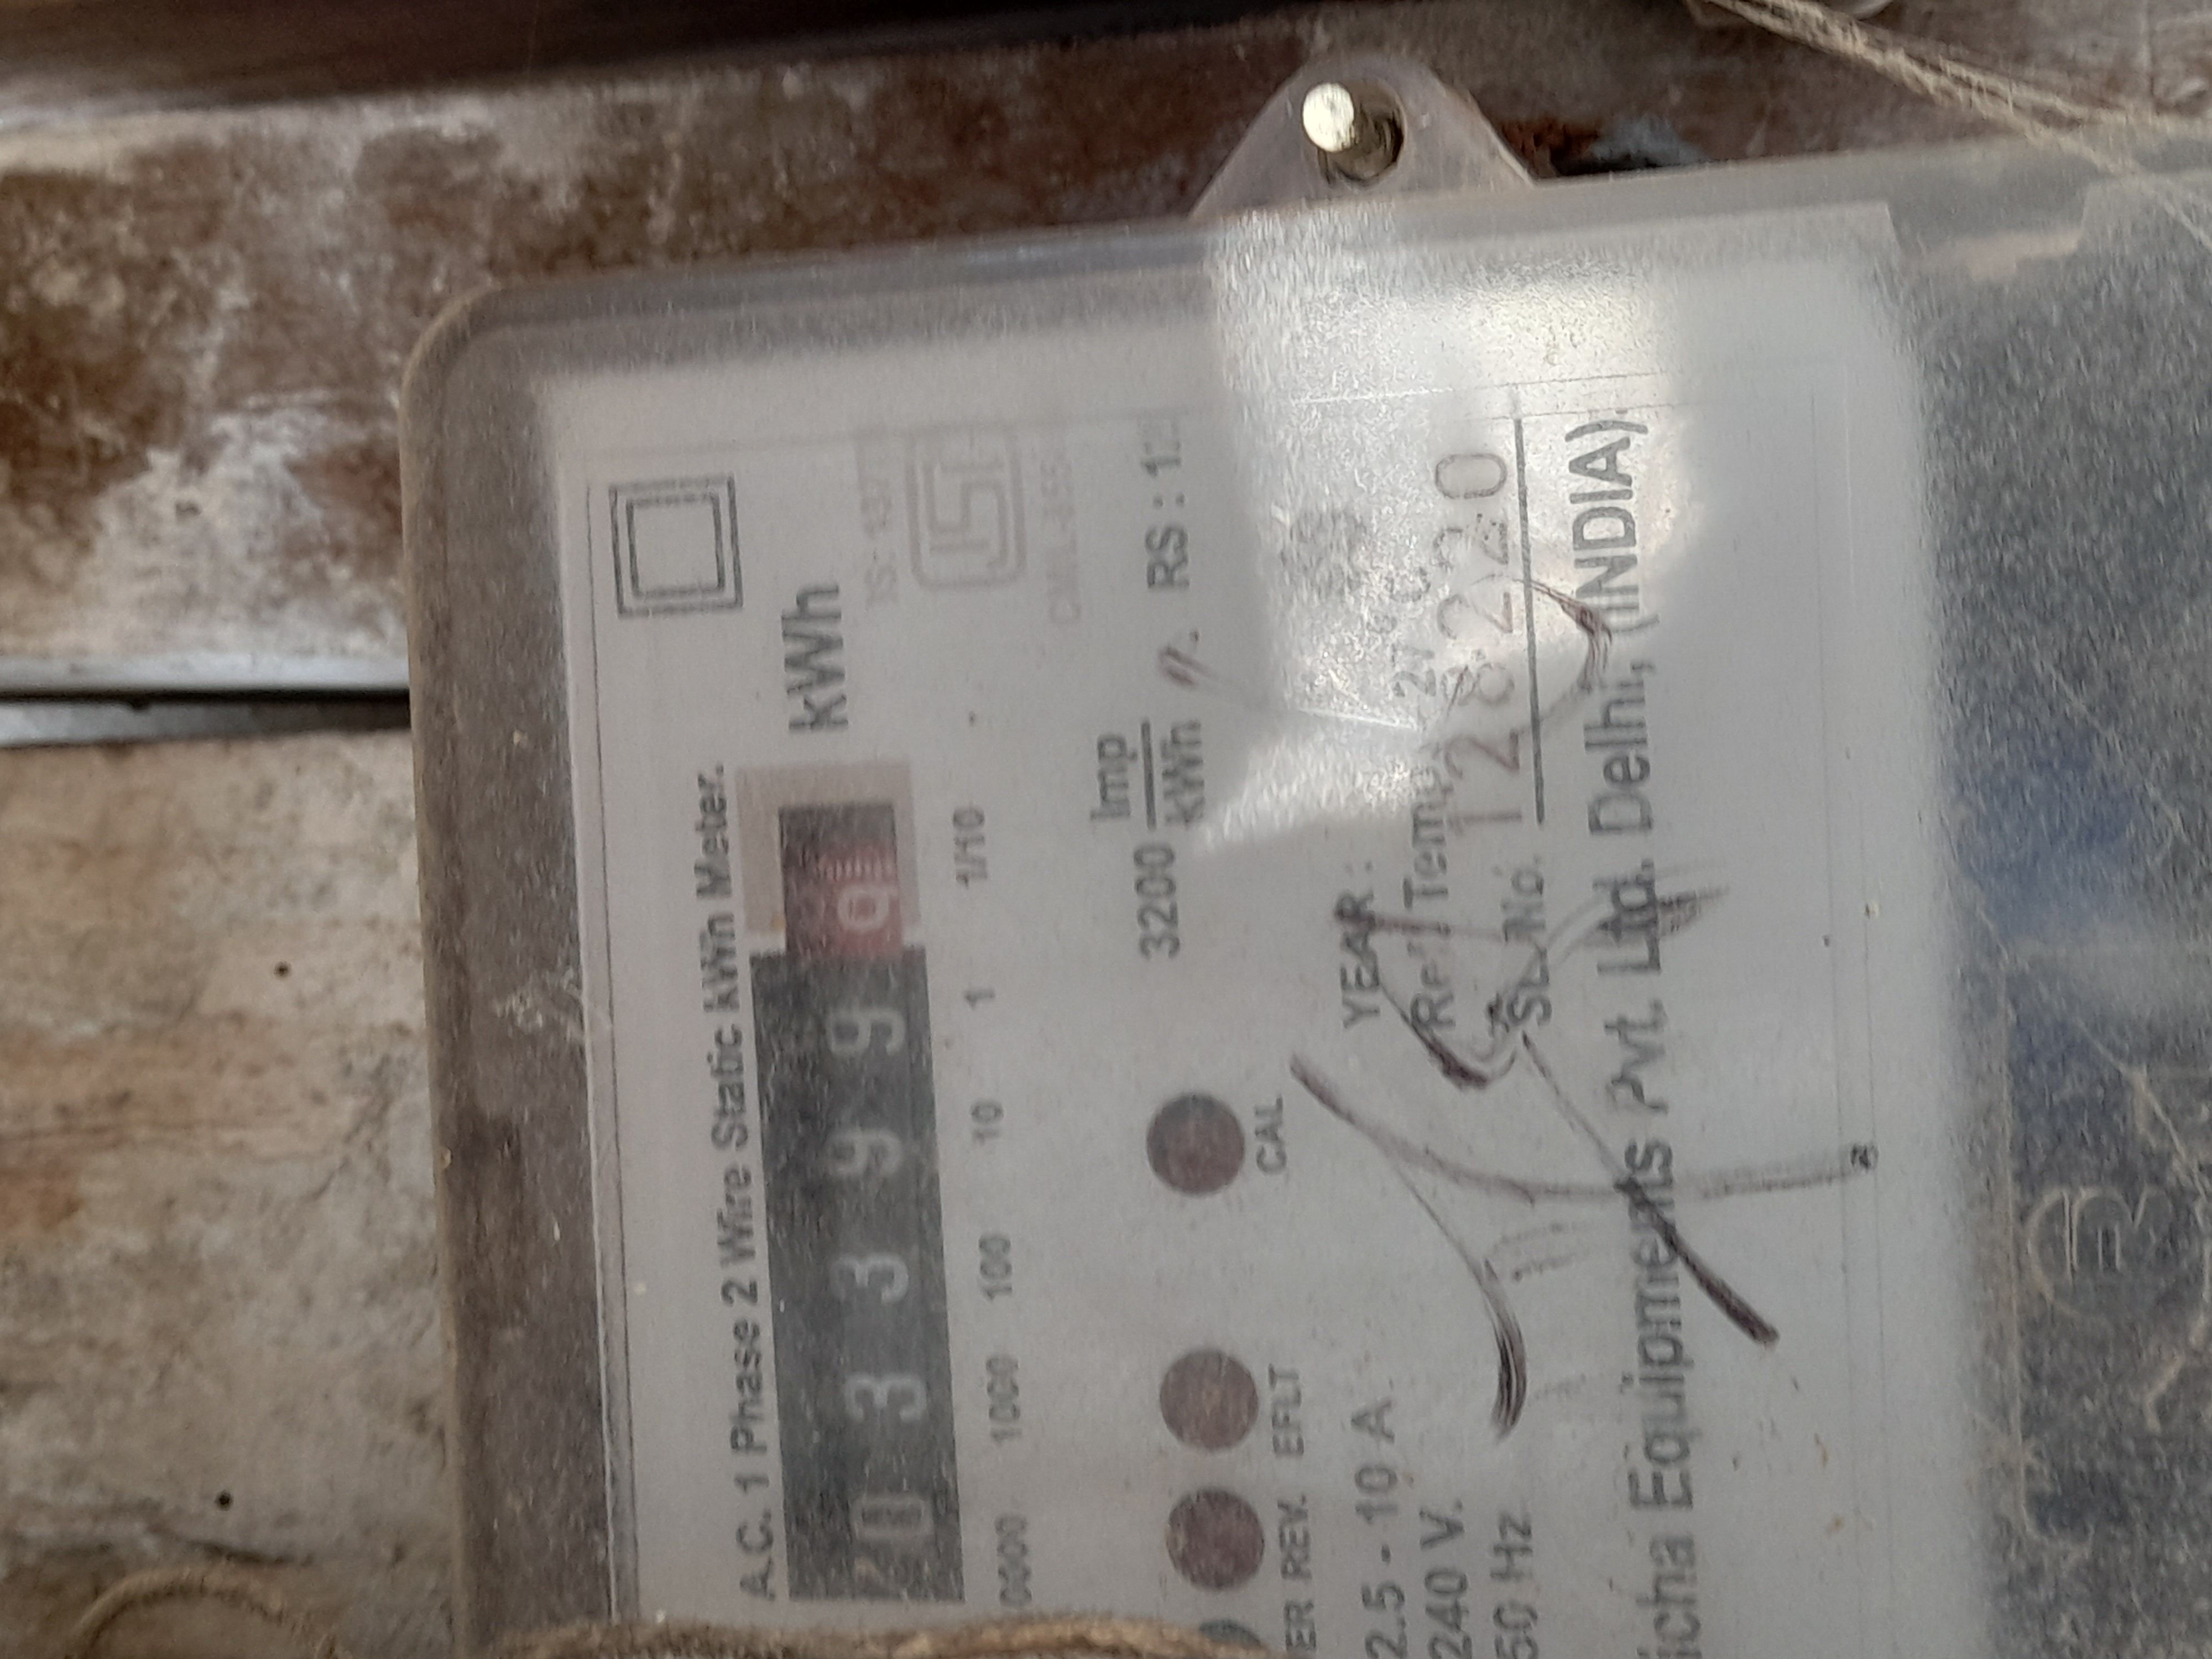 A.C. 1 Phase 2 Wire Static kWh Meter.
0 3 3 9 9 9 kWh
0000 1000 100 10 1 1/10
CAL
REV. EFLT
3200 Imp/kWh RS :
2.5 - 10 A
240 V.
50 Hz
YEAR :
Ref Temp 27°C
SL. No. 1282220
icha Equipments Pvt. Ltd. Delhi, (INDIA)